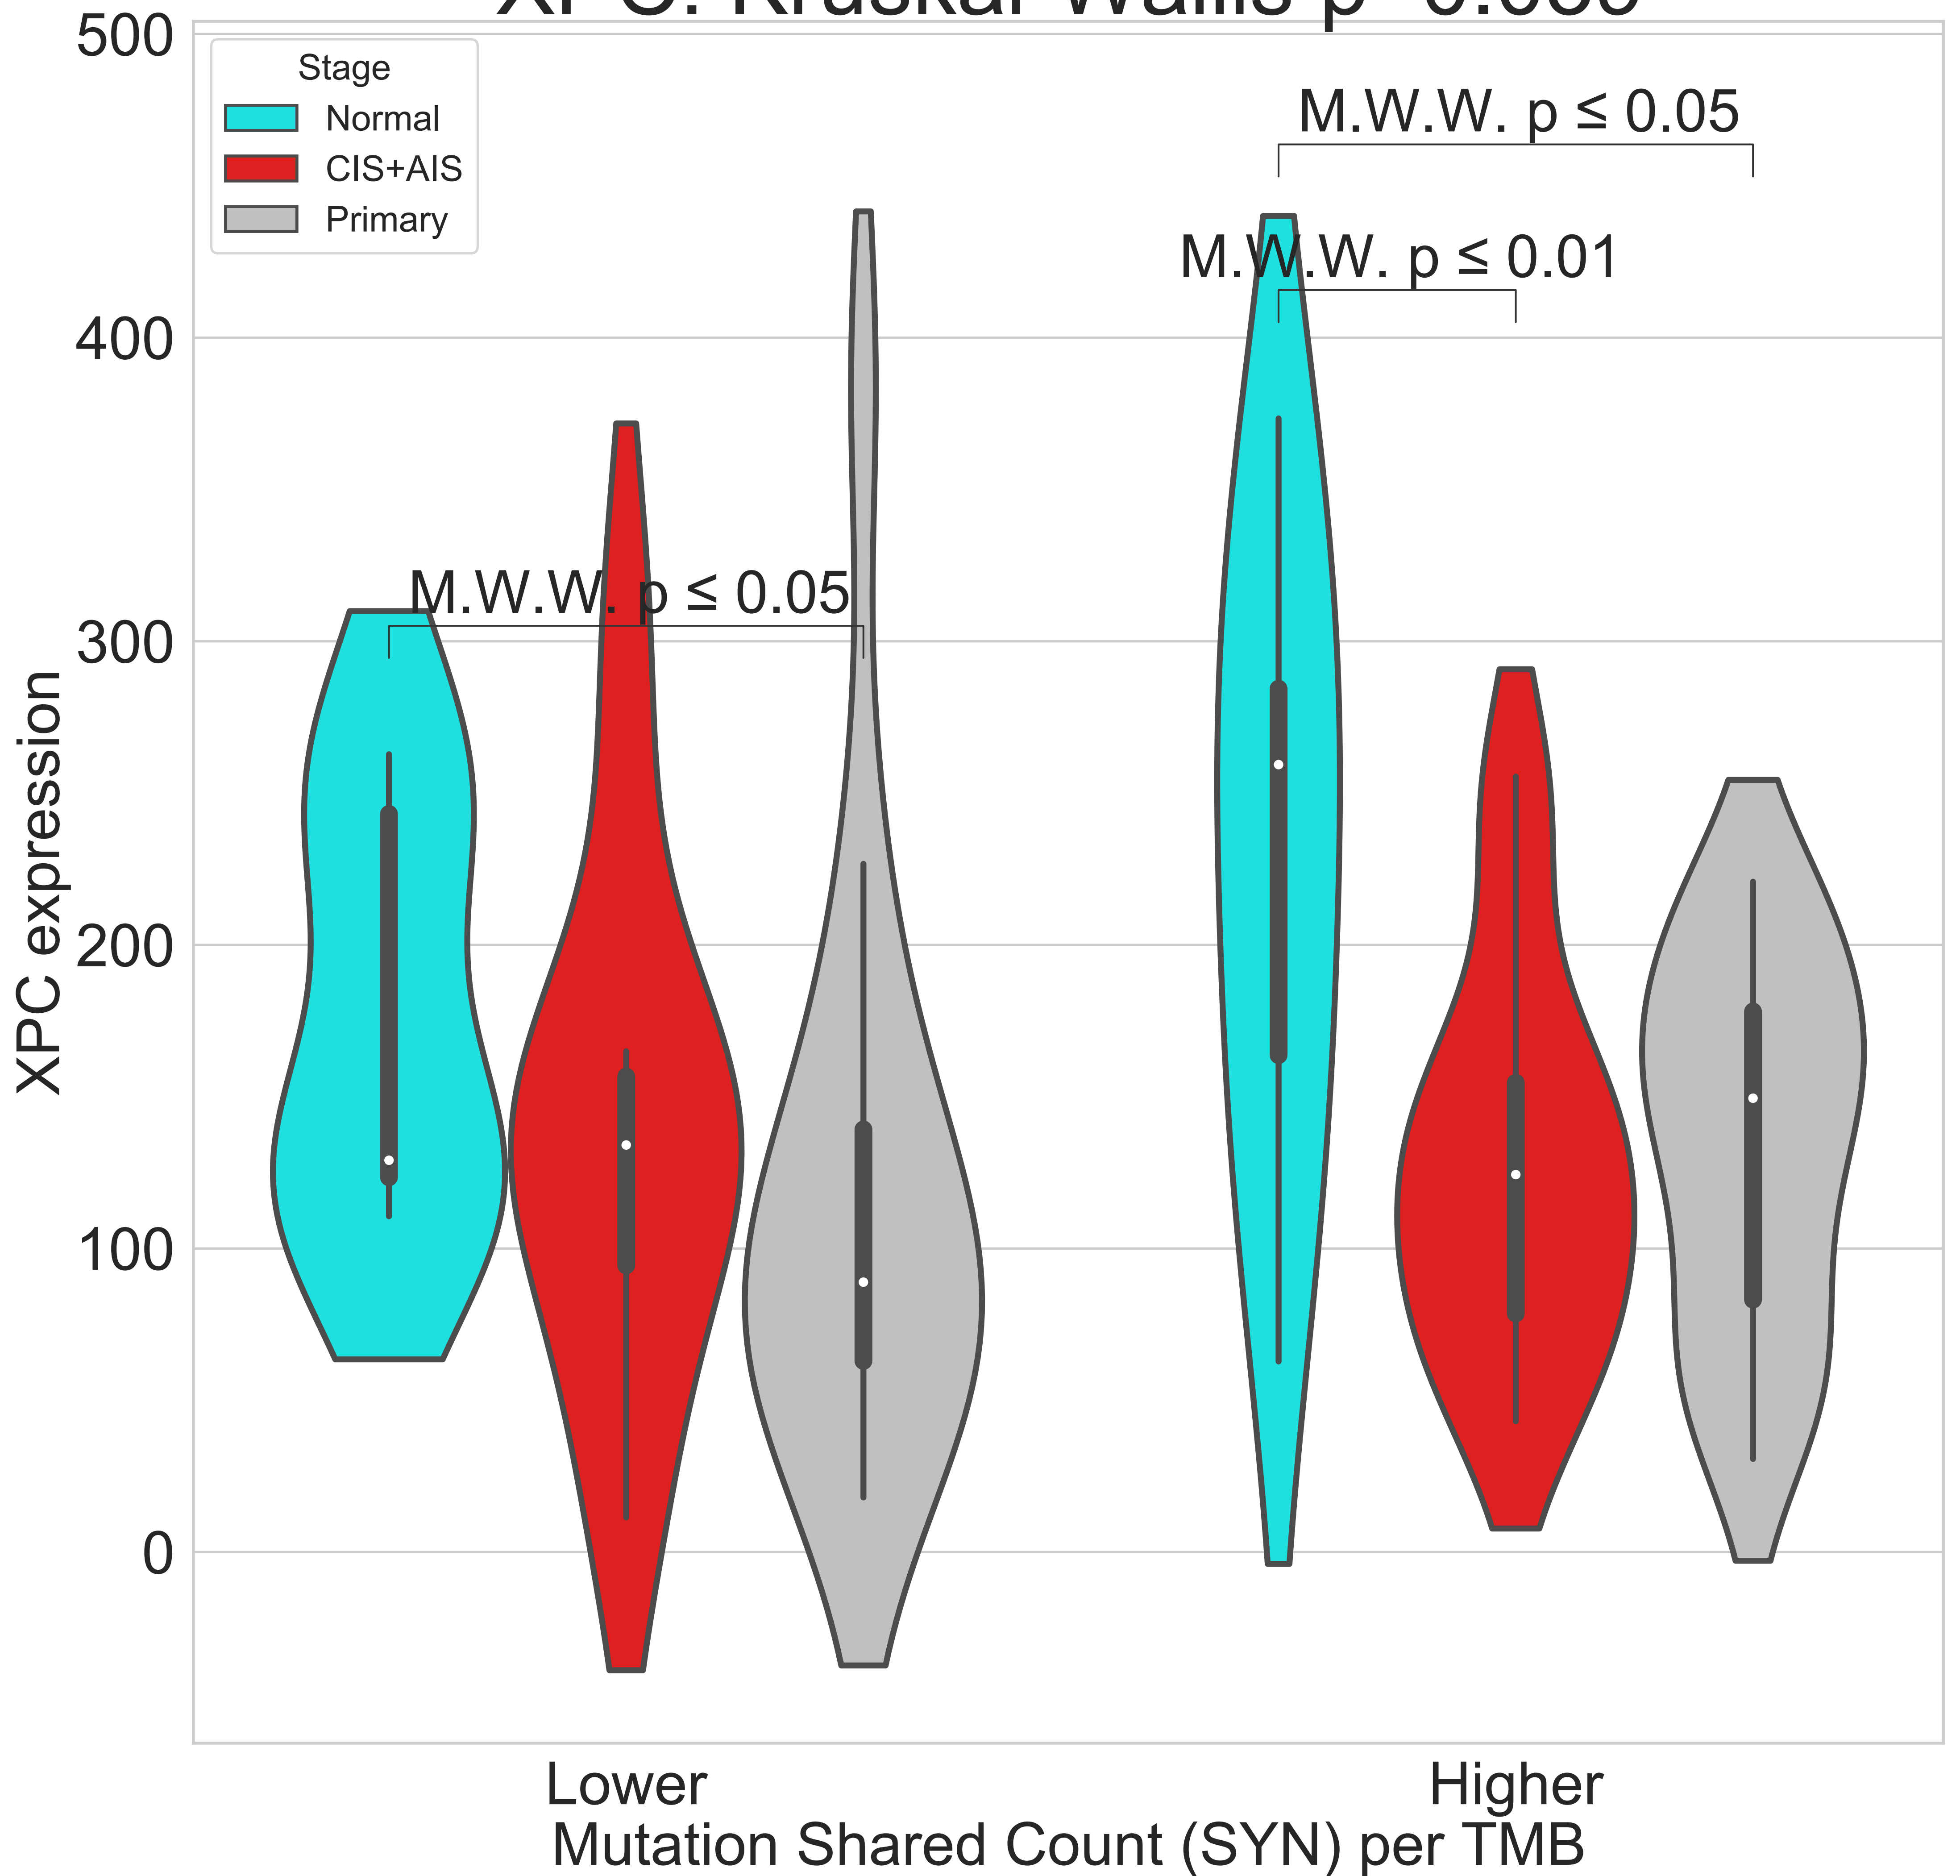 500
Stage
Normal
CIS+AIS
Primary
M.W.W. p ≤ 0.05
M.W.W. p ≤ 0.01
400
M.W.W. p ≤ 0.05
300
200
100
0
XPC expression
Lower
Higher
Mutation Shared Count (SYN) per TMB